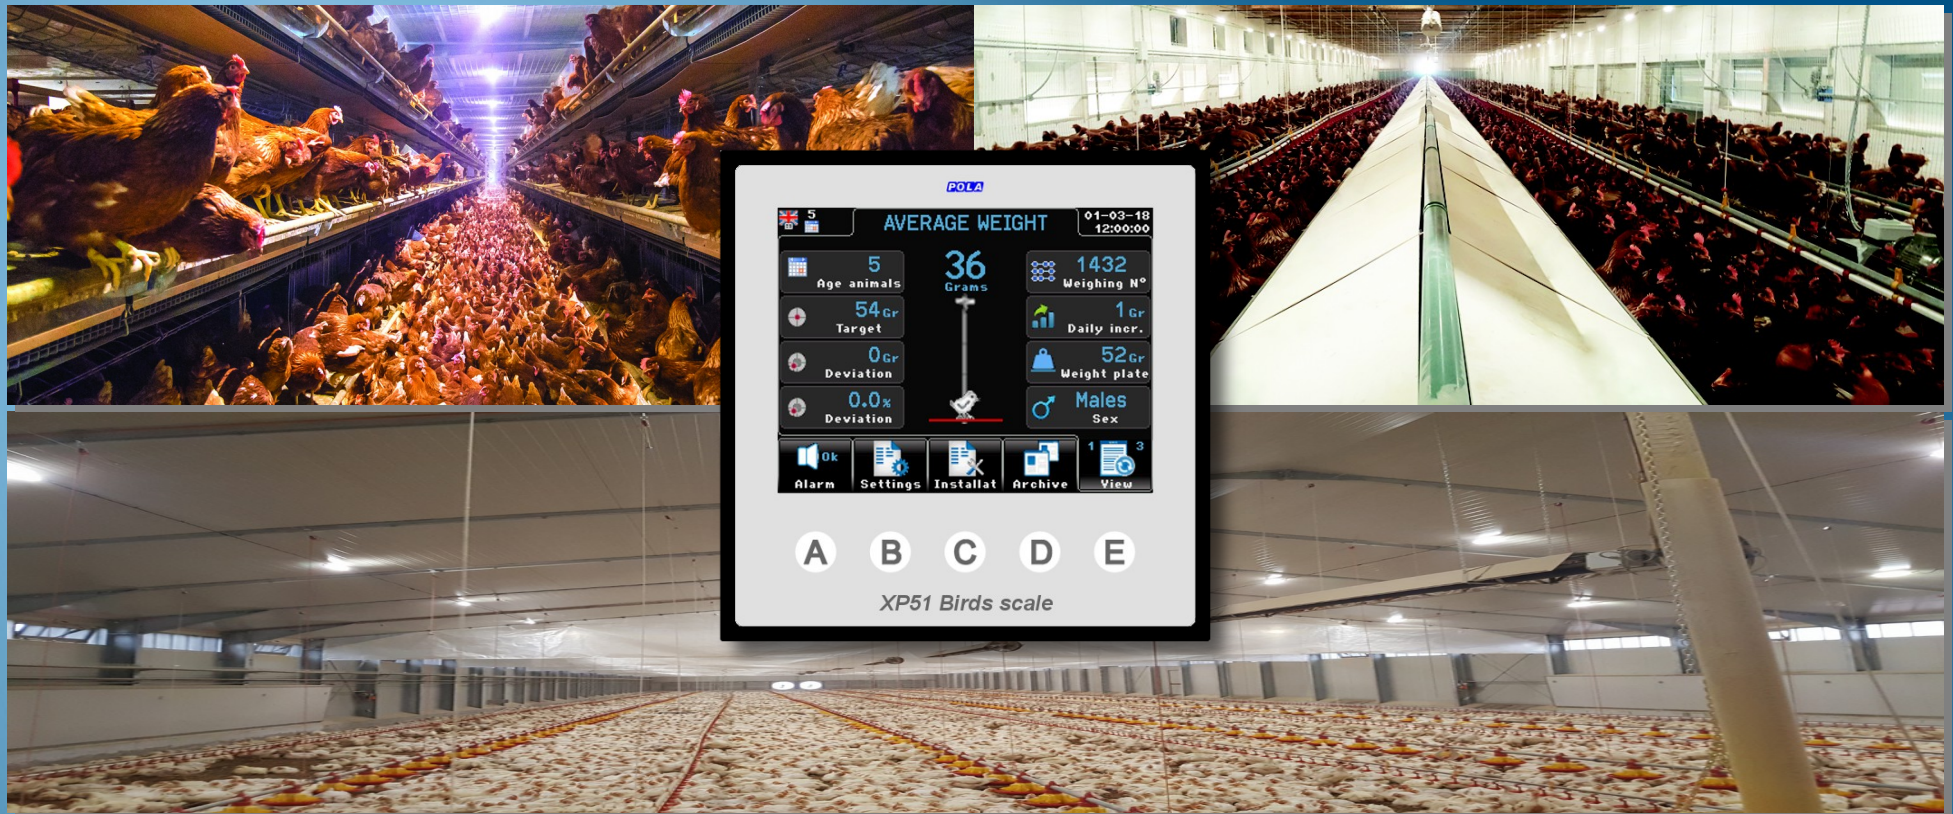 POLA
5
AVERAGE WEIGHT
01-03-18
12:00:00
5
Age animals
36
Grams
1432
Weighing Nº
54Gr
Target
1Gr
Daily incr.
0Gr
Deviation
52Gr
Weight plate
0.0%
Deviation
Males
Sex
Ok
Alarm
Settings
Installat
Archive
1 3
View
A B C D E
XP51 Birds scale